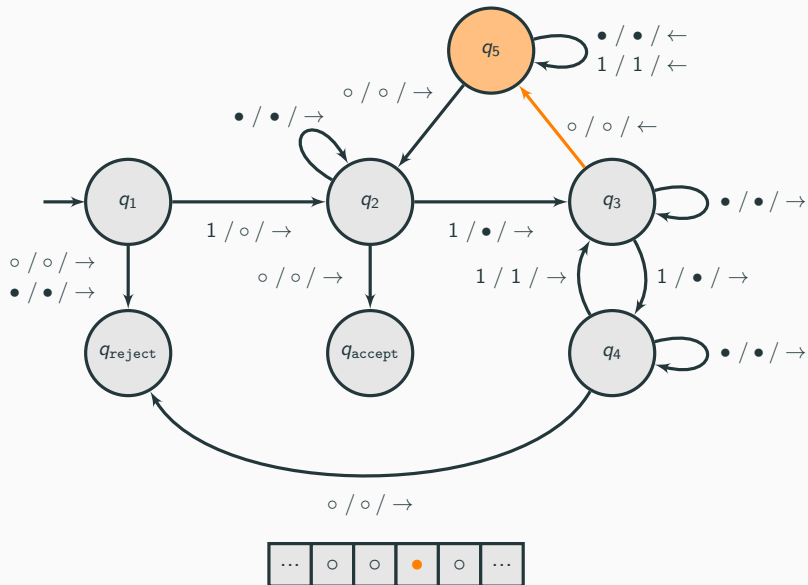 q5
• / • / ←
1 / 1 / ←
○ / ○ / →
• / • / →
○ / ○ / ←
q1
q2
q3
• / • / →
1 / ○ / →
1 / • / →
○ / ○ / →
• / • / →
○ / ○ / →
1 / 1 / →
1 / • / →
qreject
qaccept
q4
• / • / →
○ / ○ / →
... ○ ○ • ○ ...